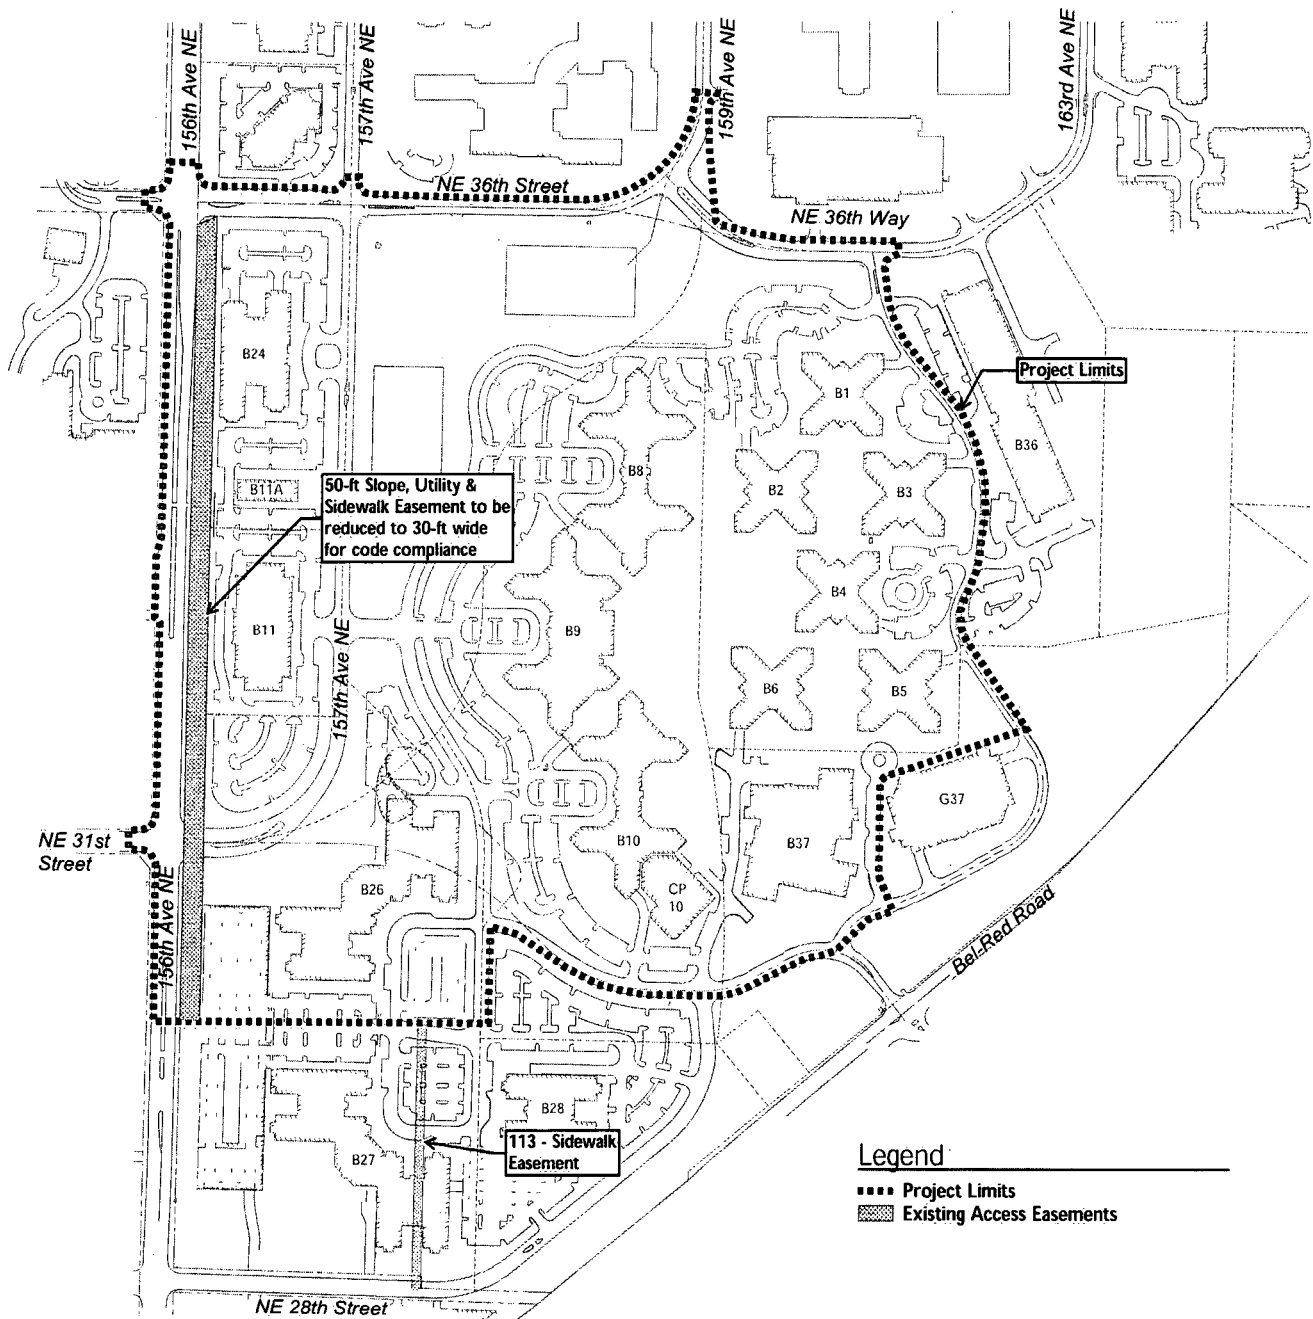 156th Ave NE
157th Ave NE
159th Ave NE
163rd Ave NE
NE 36th Street
NE 36th Way
B24
B1
Project Limits
B36
B8
B11A
B2
B3
50-ft Slope, Utility &
Sidewalk Easement to be
reduced to 30-ft wide
for code compliance
B4
B11
B9
157th Ave NE
B6
B5
G37
NE 31st
Street
B10
B37
B26
CP
10
156th Ave NE
Bel-Red Road
B28
113 - Sidewalk
Easement
B27
Legend
Project Limits
Existing Access Easements
NE 28th Street